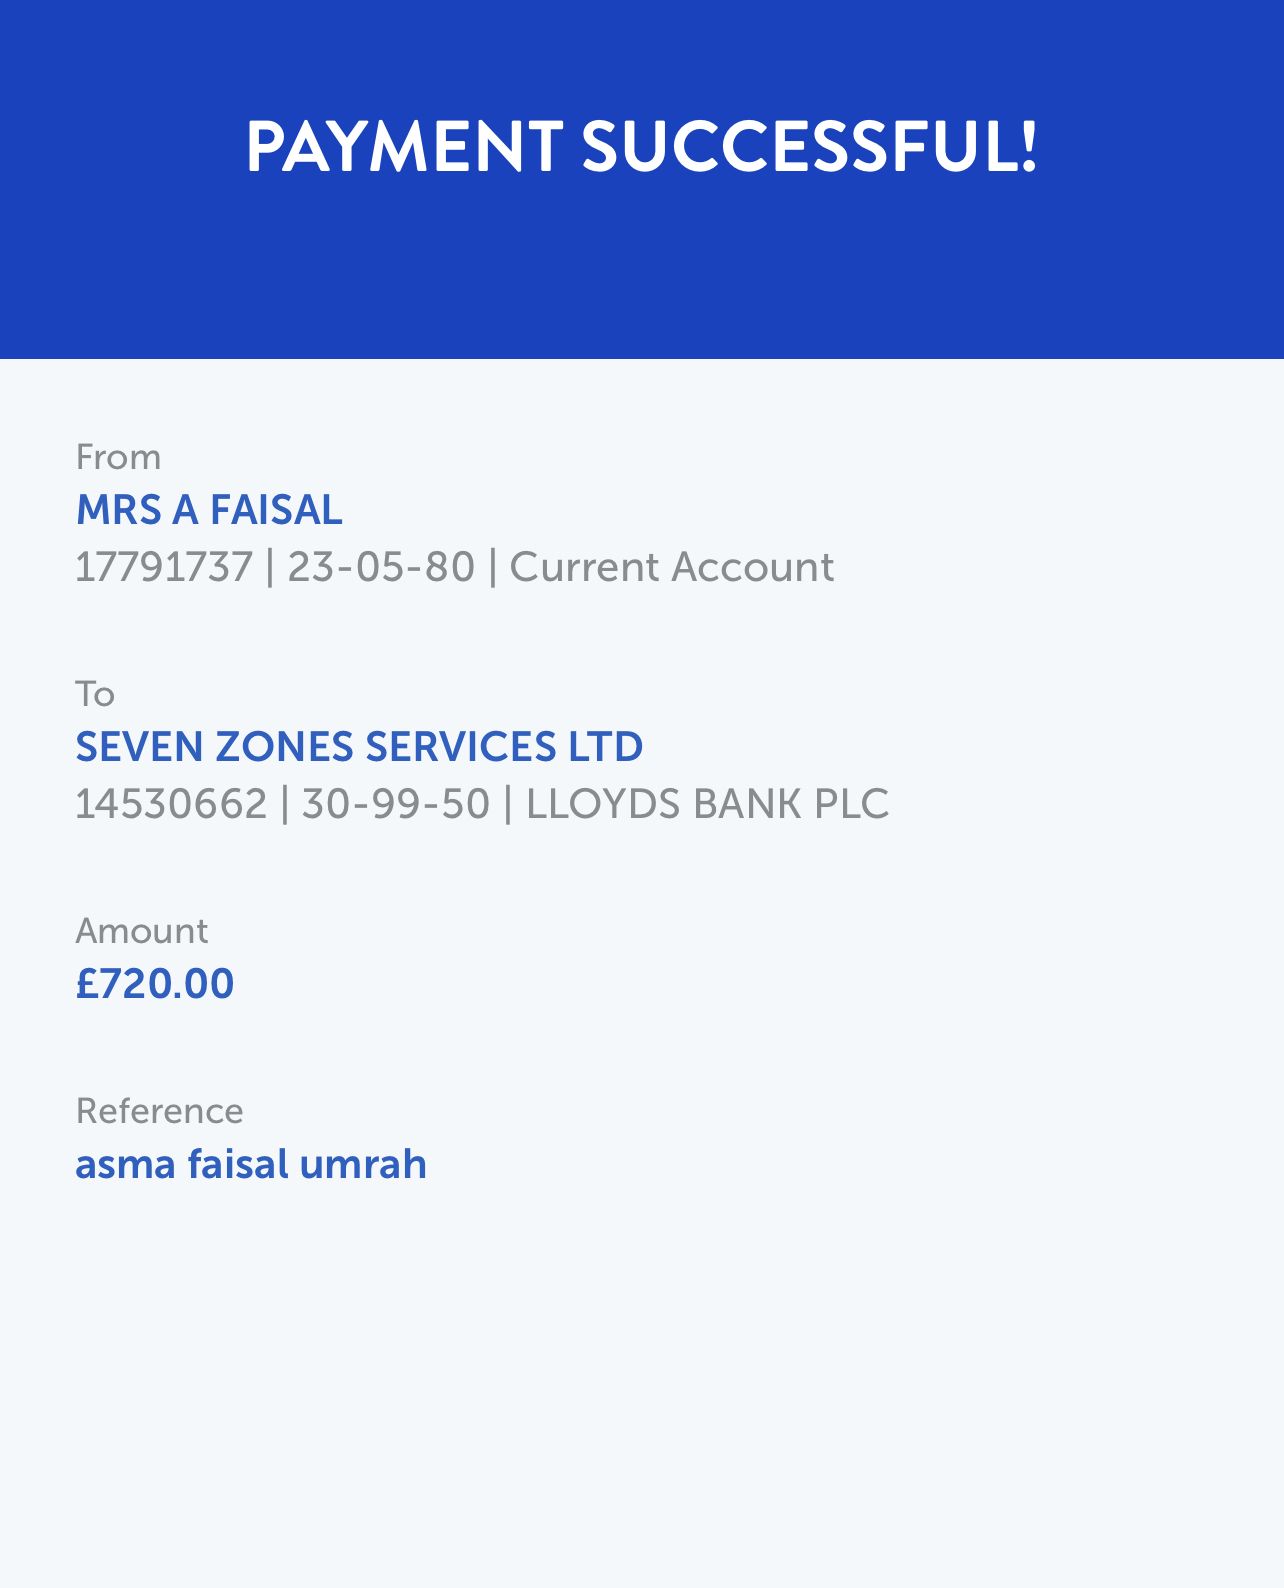 PAYMENT SUCCESSFUL!
From
MRS A FAISAL
17791737 | 23-05-80 | Current Account
To
SEVEN ZONES SERVICES LTD
14530662 | 30-99-50 | LLOYDS BANK PLC
Amount
£720.00
Reference
asma faisal umrah